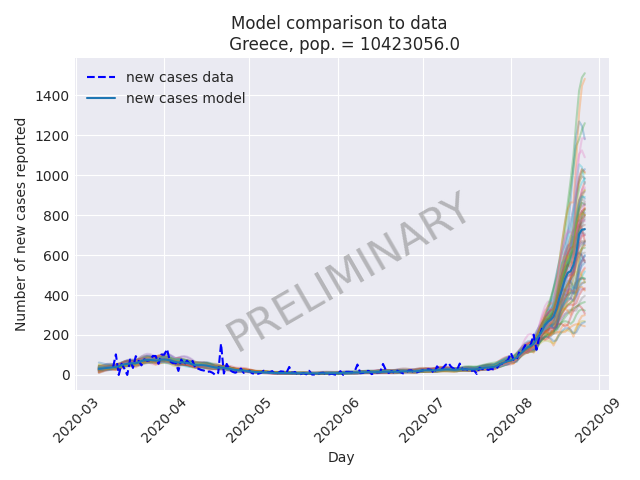 Model comparison to data
Greece, pop. = 10423056.0
new cases data
new cases model
Number of new cases reported
1400
1200
1000
800
600
400
200
0
PRELIMINARY
2020-03
2020-04
2020-05
2020-06
2020-07
2020-08
2020-09
Day